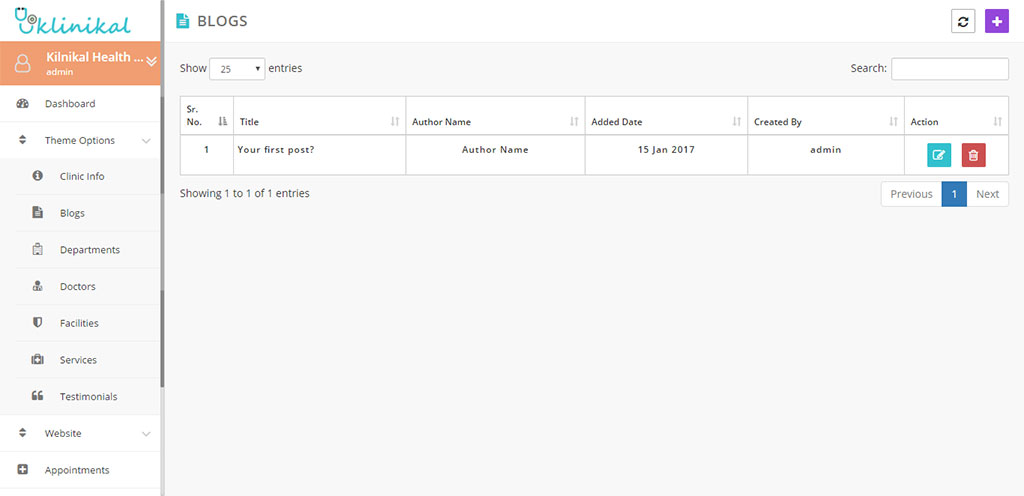 klinikal
Kilnikal Health ...
admin
Dashboard
Theme Options
Clinic Info
Blogs
Departments
Doctors
Facilities
Services
Testimonials
Website
Appointments
BLOGS
Show 25 entries
Search:
Sr. No. Title Author Name Added Date Created By Action
1 Your first post? Author Name 15 Jan 2017 admin
Showing 1 to 1 of 1 entries
Previous 1 Next